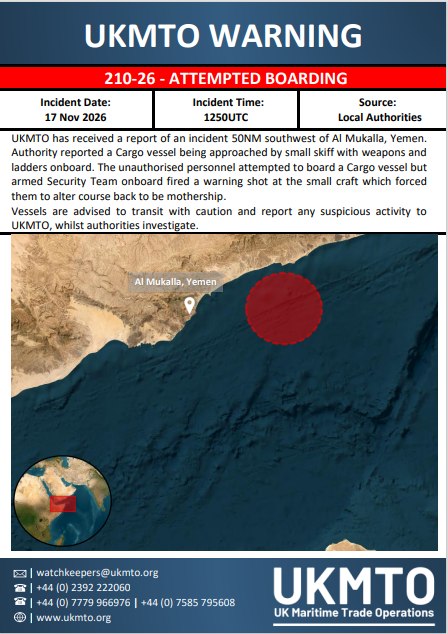 UKMTO WARNING
210-26 - ATTEMPTED BOARDING
Incident Date:
17 Nov 2026
Incident Time:
1250UTC
Source:
Local Authorities
UKMTO has received a report of an incident 50NM southwest of Al Mukalla, Yemen.
Authority reported a Cargo vessel being approached by small skiff with weapons and
ladders onboard. The unauthorised personnel attempted to board a Cargo vessel but
armed Security Team onboard fired a warning shot at the small craft which forced
them to alter course back to be mothership.
Vessels are advised to transit with caution and report any suspicious activity to
UKMTO, whilst authorities investigate.
Al Mukalla, Yemen
| watchkeepers@ukmto.org
| +44 (0) 2392 222060
| +44 (0) 7779 966976 | +44 (0) 7585 795608
| www.ukmto.org
UKMTO
UK Maritime Trade Operations